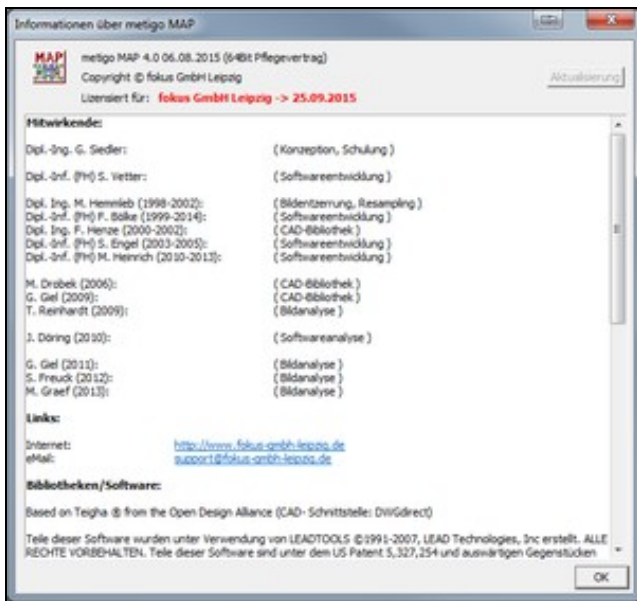 Informationen über metigo MAP
MAP
metigo MAP 4.0 06.08.2015 (64Bit Pflegevertrag)
Copyright © fokus GmbH Leipzig
Aktualisierung
Lizensiert für: fokus GmbH Leipzig -> 25.09.2015
Mitwirkende:
Dipl.-Ing. G. Siedler: ( Konzeption, Schulung )
Dipl.-Inf. (FH) S. Vetter: ( Softwareentwicklung )
Dipl. Ing. M. Hemmleb (1998-2002): ( Bildentzerrung, Resampling )
Dipl.-Inf. (FH) F. Bölke (1999-2014): ( Softwareentwicklung )
Dipl. Ing. F. Henze (2000-2002): ( CAD-Bibliothek )
Dipl.-Inf. (FH) S. Engel (2003-2005): ( Softwareentwicklung )
Dipl.-Inf. (FH) M. Heinrich (2010-2013): ( Softwareentwicklung )
M. Drobek (2006): ( CAD-Bibliothek )
G. Giel (2009): ( CAD-Bibliothek )
T. Reinhardt (2009): ( Bildanalyse )
J. Döring (2010): ( Softwareanalyse )
G. Giel (2011): ( Bildanalyse )
S. Freuck (2012): ( Bildanalyse )
M. Graef (2013): ( Bildanalyse )
Links:
Internet: http://www.fokus-gmbh-leipzig.de
eMail: support@fokus-gmbh-leipzig.de
Bibliotheken/Software:
Based on Teigha ® from the Open Design Alliance (CAD- Schnittstelle: DWGdirect)
Teile dieser Software wurden unter Verwendung von LEADTOOLS ©1991-2007, LEAD Technologies, Inc erstellt. ALLE
RECHTE VORBEHALTEN. Teile dieser Software sind unter dem US Patent 5,327,254 und auswärtigen Gegenstücken
OK